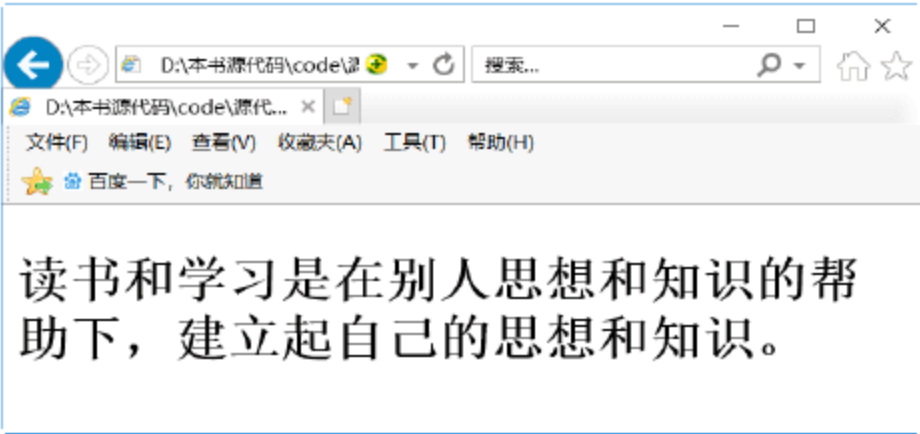 D:\本书源代码\code\源
搜索...
D:\本书源代码\code\源代...
文件(F) 编辑(E) 查看(V) 收藏夹(A) 工具(T) 帮助(H)
百度一下，你就知道
读书和学习是在别人思想和知识的帮
助下，建立起自己的思想和知识。